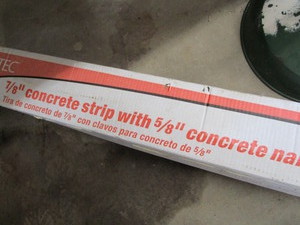 TEC
7/8" concrete strip with 5/8" concrete nai
Tira de concreto de 7/8" con clavos para concreto de 5/8"